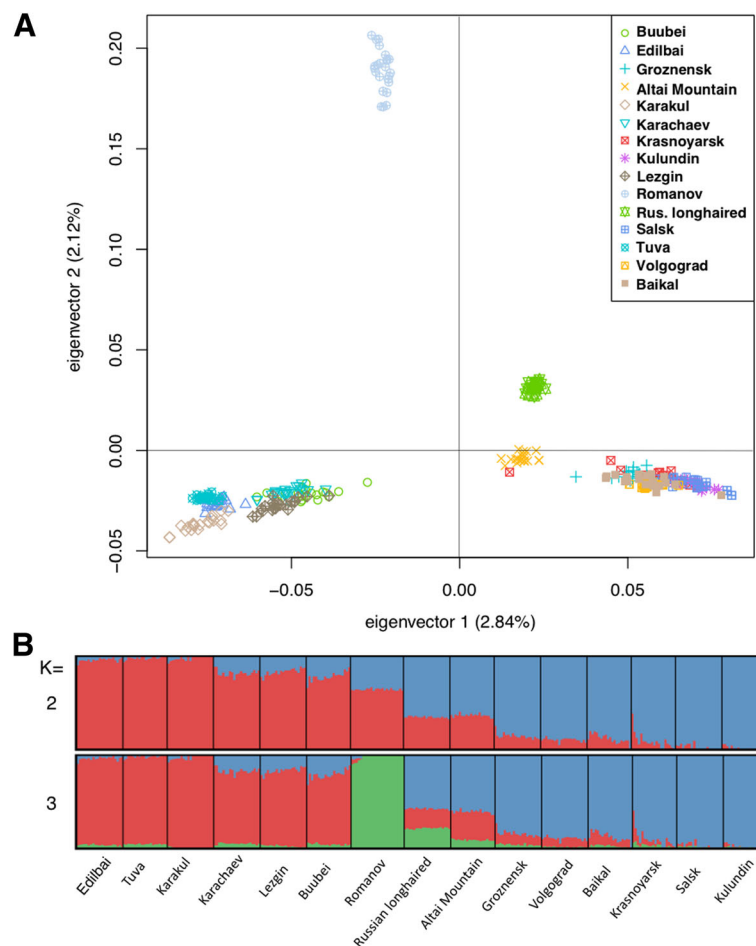 A
eigenvector 2 (2.12%)
0.20
0.15
0.10
0.05
0.00
−0.05
Buubei
Edilbai
Groznensk
Altai Mountain
Karakul
Karachaev
Krasnoyarsk
Kulundin
Lezgin
Romanov
Rus. longhaired
Salsk
Tuva
Volgograd
Baikal
−0.05 0.00 0.05
eigenvector 1 (2.84%)
B
K=
2
3
Edilbai
Tuva
Karakul
Karachaev
Lezgin
Buubei
Romanov
Russian longhaired
Altai Mountain
Groznensk
Volgograd
Baikal
Krasnoyarsk
Salsk
Kulundin